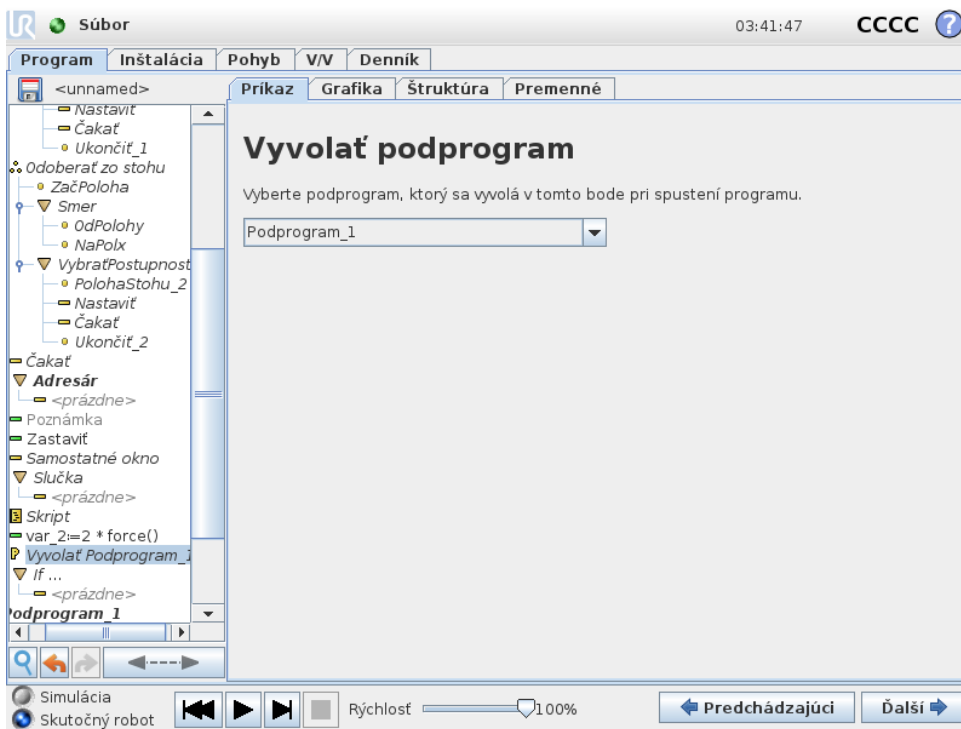 UR Súbor 03:41:47 CCCC ?
Program Inštalácia Pohyb V/V Denník
<unnamed> Príkaz Grafika Štruktúra Premenné
Nastaviť
Čakať
Ukončiť_1
Odoberať zo stohu
ZačPoloha
Smer
OdPolohy
NaPolx
VybraťPostupnost
PolohaStohu_2
Nastaviť
Čakať
Ukončiť_2
Čakať
Adresár
<prázdne>
Poznámka
Zastaviť
Samostatné okno
Slučka
<prázdne>
Skript
var_2:=2 * force()
Vyvolať Podprogram_1
If ...
<prázdne>
Podprogram_1
Vyvolať podprogram
Vyberte podprogram, ktorý sa vyvolá v tomto bode pri spustení programu.
Podprogram_1
Simulácia
Skutočný robot
Rýchlosť 100%
Predchádzajúci Ďalší